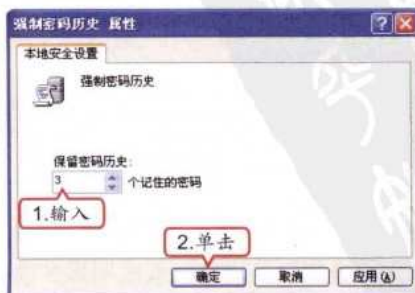 强制密码历史 属性
本地安全设置
强制密码历史
保留密码历史:
3 个记住的密码
1.输入
2.单击
确定 取消 应用(A)